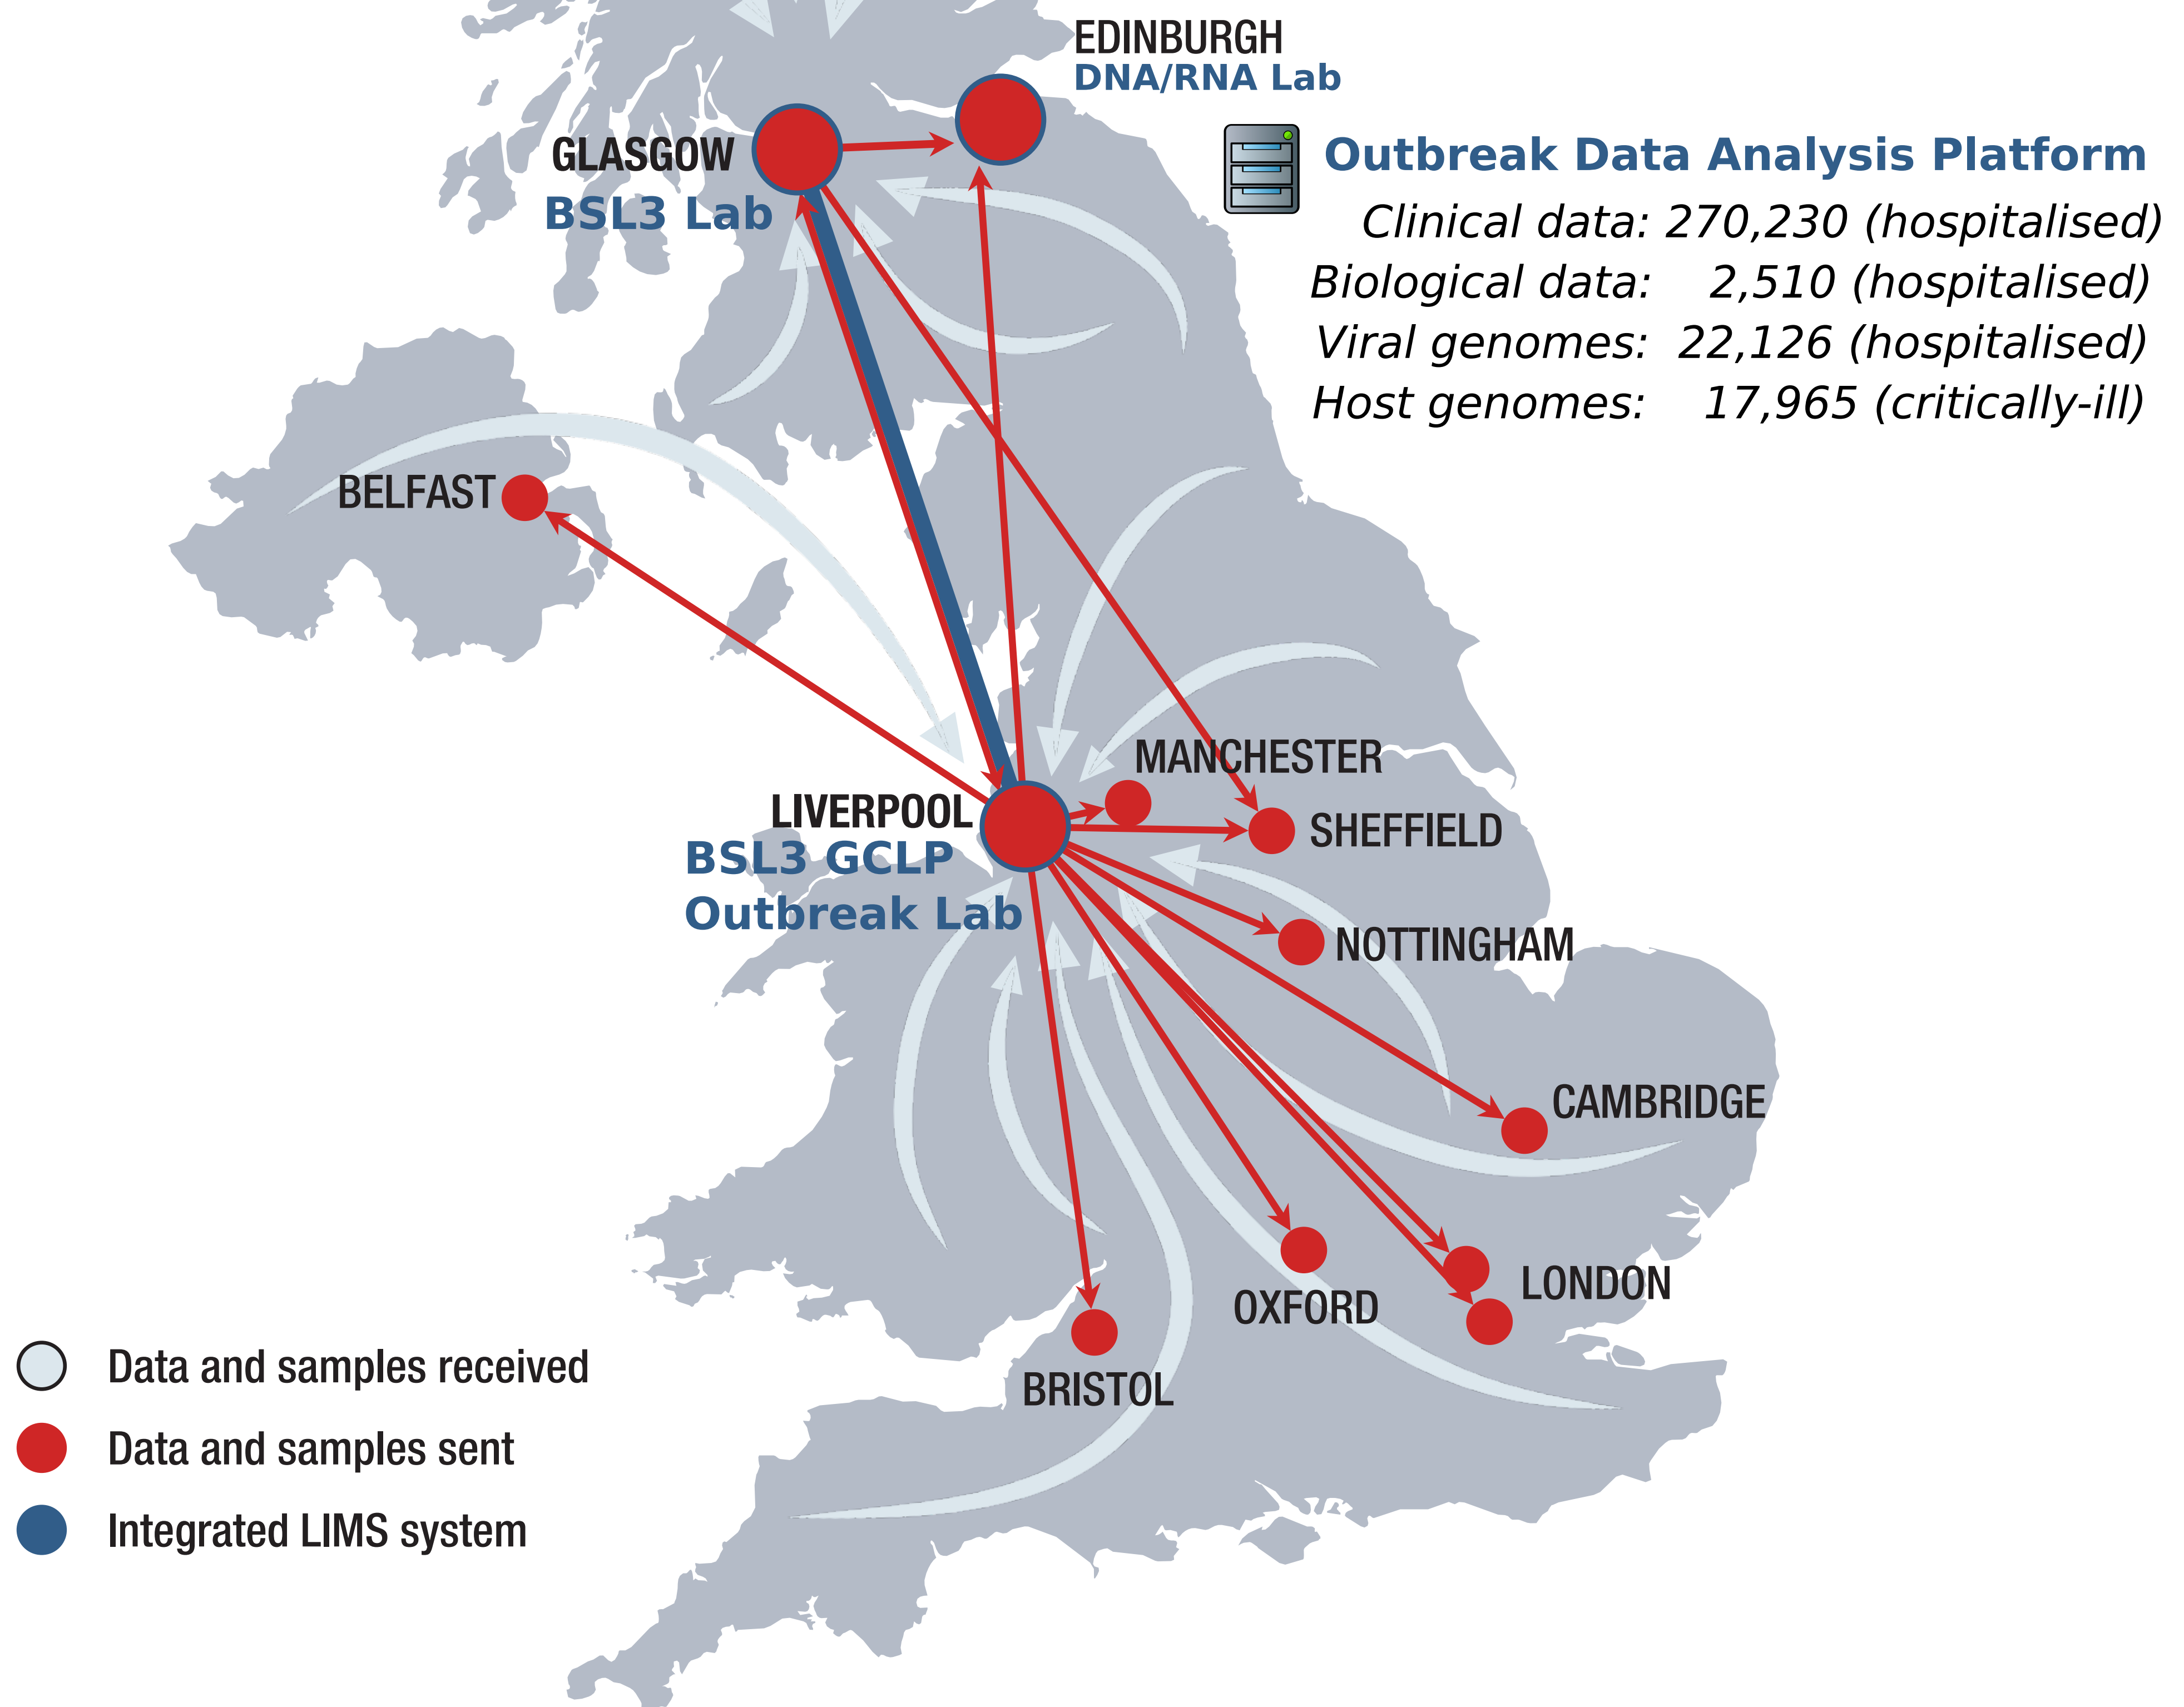 EDINBURGH
DNA/RNA Lab
GLASGOW
BSL3 Lab
Outbreak Data Analysis Platform
Clinical data: 270,230 (hospitalised)
Biological data: 2,510 (hospitalised)
Viral genomes: 22,126 (hospitalised)
Host genomes: 17,965 (critically-ill)
BELFAST
MANCHESTER
LIVERPOOL
BSL3 GCLP
Outbreak Lab
SHEFFIELD
NOTTINGHAM
CAMBRIDGE
LONDON
OXFORD
BRISTOL
Data and samples received
Data and samples sent
Integrated LIMS system